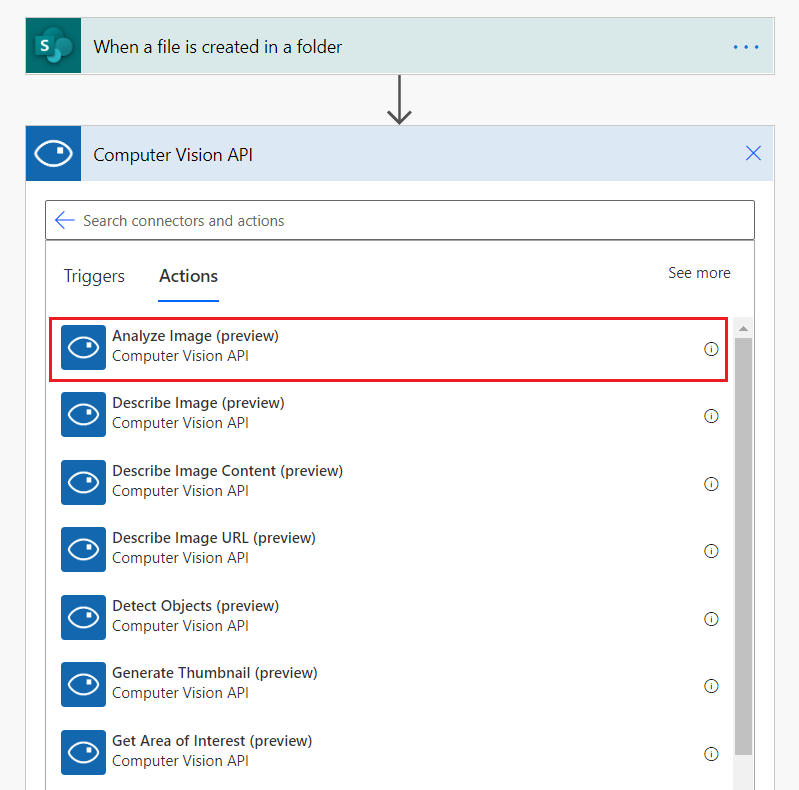 S
When a file is created in a folder
Computer Vision API
Search connectors and actions
Triggers Actions See more
Analyze Image (preview)
Computer Vision API
Describe Image (preview)
Computer Vision API
Describe Image Content (preview)
Computer Vision API
Describe Image URL (preview)
Computer Vision API
Detect Objects (preview)
Computer Vision API
Generate Thumbnail (preview)
Computer Vision API
Get Area of Interest (preview)
Computer Vision API